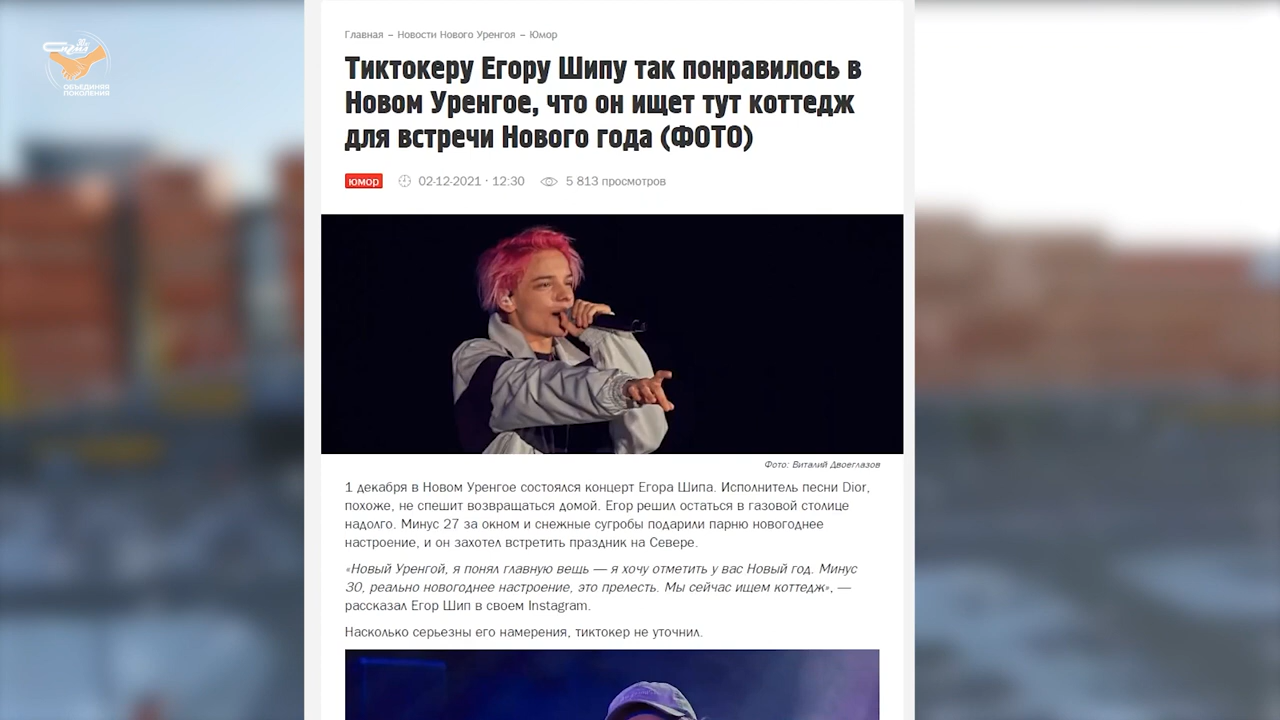 30 лет
Сигма
ОБЪЕДИНЯЯ
ПОКОЛЕНИЯ
Главная – Новости Нового Уренгоя – Юмор
Тиктокеру Егору Шипу так понравилось в
Новом Уренгое, что он ищет тут коттедж
для встречи Нового года (ФОТО)
юмор 02-12-2021 · 12:30 5 813 просмотров
Фото: Виталий Двоеглазов
1 декабря в Новом Уренгое состоялся концерт Егора Шипа. Исполнитель песни Dior,
похоже, не спешит возвращаться домой. Егор решил остаться в газовой столице
надолго. Минус 27 за окном и снежные сугробы подарили парню новогоднее
настроение, и он захотел встретить праздник на Севере.
«Новый Уренгой, я понял главную вещь — я хочу отметить у вас Новый год. Минус
30, реально новогоднее настроение, это прелесть. Мы сейчас ищем коттедж», —
рассказал Егор Шип в своем Instagram.
Насколько серьезны его намерения, тиктокер не уточнил.